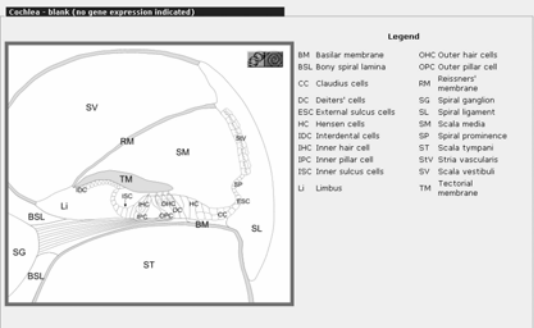 Cochlea - blank (no gene expression indicated)
Legend
BM Basilar membrane
BSL Bony spiral lamina
CC Claudius cells
DC Deiters' cells
ESC External sulcus cells
HC Hensen cells
IDC Interdental cells
IHC Inner hair cell
IPC Inner pillar cell
ISC Inner sulcus cells
Li Limbus
OHC Outer hair cells
OPC Outer pillar cell
RM Reissners'
membrane
SG Spiral ganglion
SL Spiral ligament
SM Scala media
SP Spiral prominence
ST Scala tympani
StV Stria vascularis
SV Scala vestibuli
TM Tectorial
membrane
SV
RM
SM
StV
TM
IDC
SP
ISC
Li
IHC
OHC
HC
ESC
DC
BSL
IPC
OPC
CC
BM
SL
SG
ST
BSL